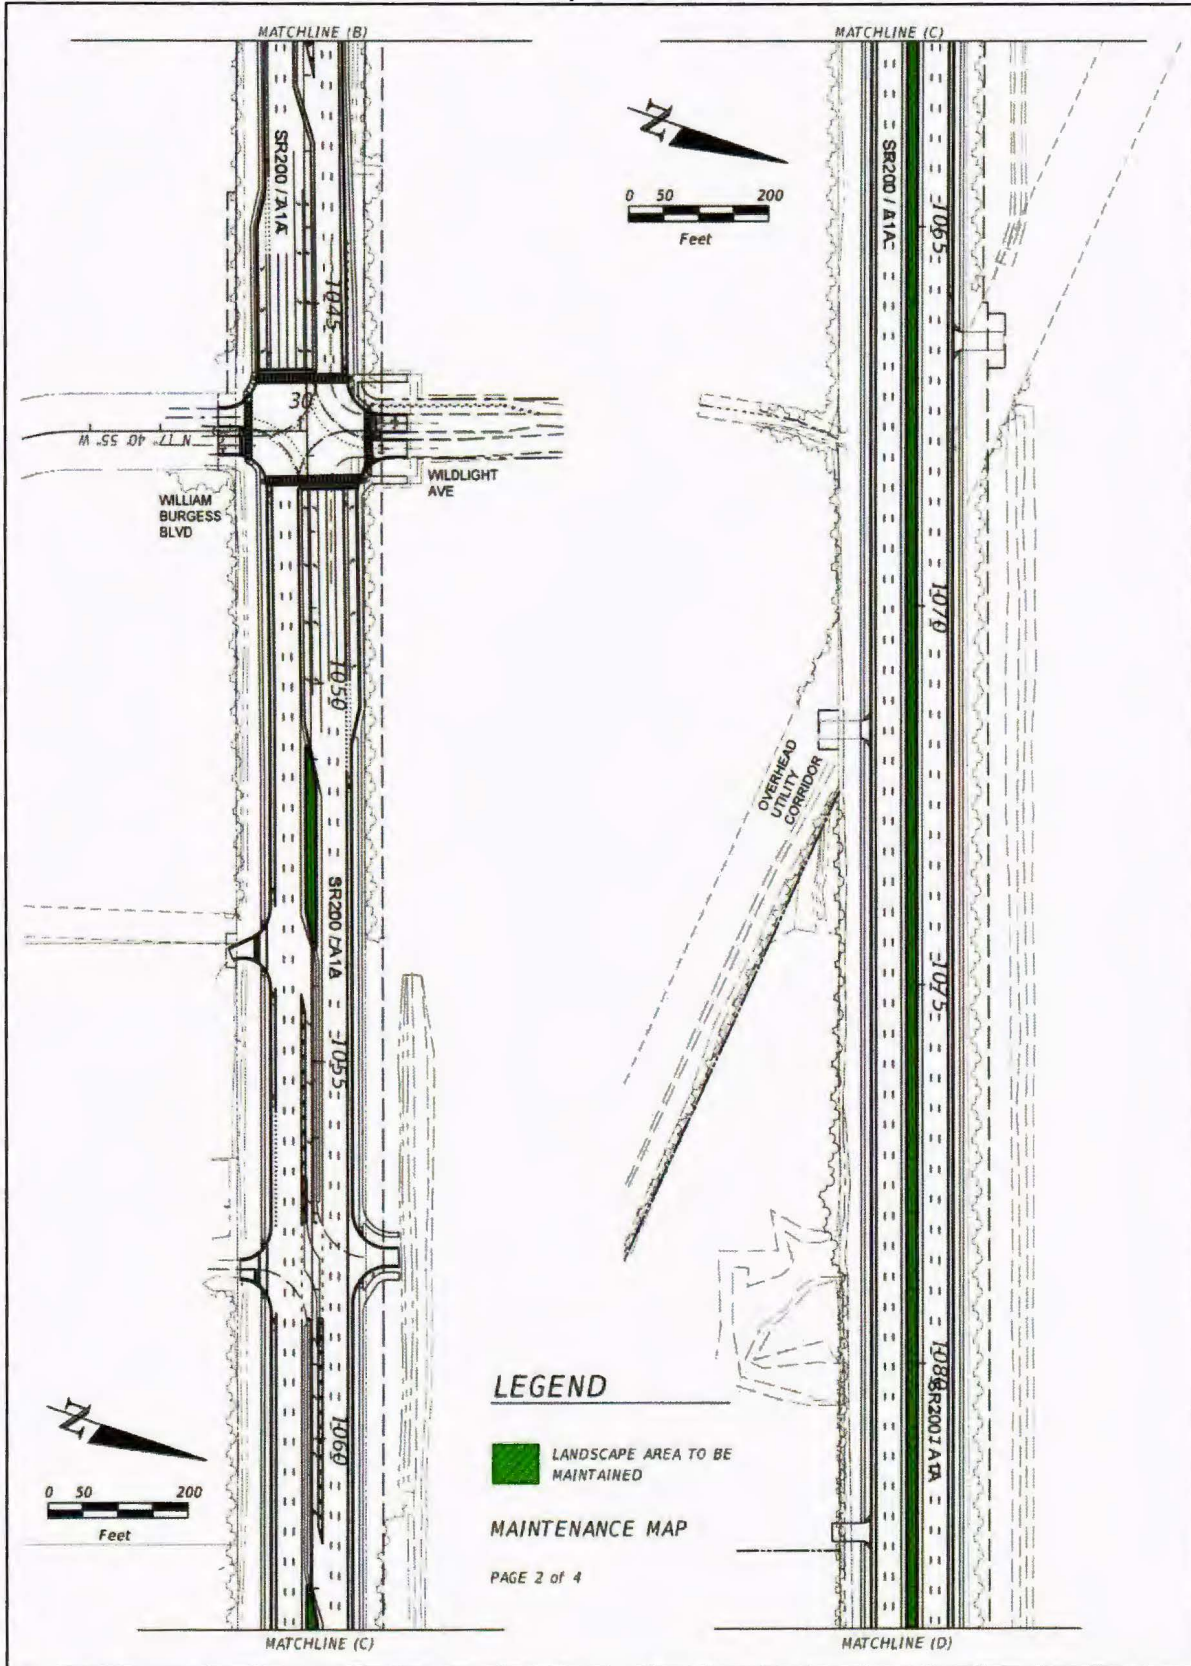 MATCHLINE (B)
SR200 / A1A
1045
30
N 17° 40' 55" W
WILLIAM
BURGESS
BLVD
WILDLIGHT
AVE
1050
SR200 / A1A
1055
1060
N
0 50 200
Feet
MATCHLINE (C)
LEGEND
LANDSCAPE AREA TO BE
MAINTAINED
MAINTENANCE MAP
PAGE 2 of 4
MATCHLINE (C)
N
0 50 200
Feet
SR200 / A1A
1065
1070
OVERHEAD
UTILITY
CORRIDOR
1075
1080
SR200 / A1A
MATCHLINE (D)